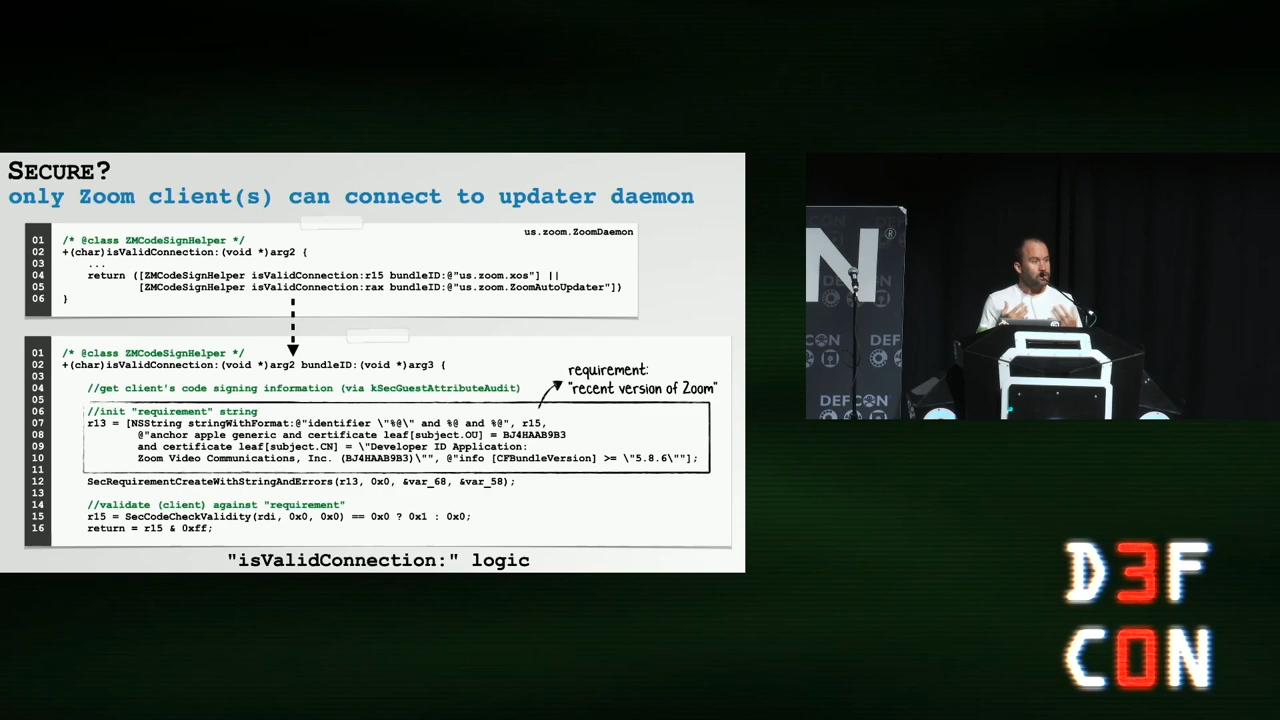 SECURE?
only Zoom client(s) can connect to updater daemon
us.zoom.ZoomDaemon
01 /* @class ZMCodeSignHelper */
02 +(char)isValidConnection:(void *)arg2 {
03 ...
04 return ([ZMCodeSignHelper isValidConnection:r15 bundleID:@"us.zoom.xos"] ||
05 [ZMCodeSignHelper isValidConnection:rax bundleID:@"us.zoom.ZoomAutoUpdater"])
06 }
01 /* @class ZMCodeSignHelper */
02 +(char)isValidConnection:(void *)arg2 bundleID:(void *)arg3 {
03
04 //get client's code signing information (via kSecGuestAttributeAudit)
05
06 //init "requirement" string
07 r13 = [NSString stringWithFormat:@"identifier \"%@\" and %@ and %@", r15,
08 @"anchor apple generic and certificate leaf[subject.OU] = BJ4HAAB9B3
09 and certificate leaf[subject.CN] = \"Developer ID Application:
10 Zoom Video Communications, Inc. (BJ4HAAB9B3)\"", @"info [CFBundleVersion] >= \"5.8.6\""];
11
12 SecRequirementCreateWithStringAndErrors(r13, 0x0, &var_68, &var_58);
13
14 //validate (client) against "requirement"
15 r15 = SecCodeCheckValidity(rdi, 0x0, 0x0) == 0x0 ? 0x1 : 0x0;
16 return = r15 & 0xff;
requirement:
"recent version of Zoom"
"isValidConnection:" logic
N®
DEF
DEFCON
D3F
C0N